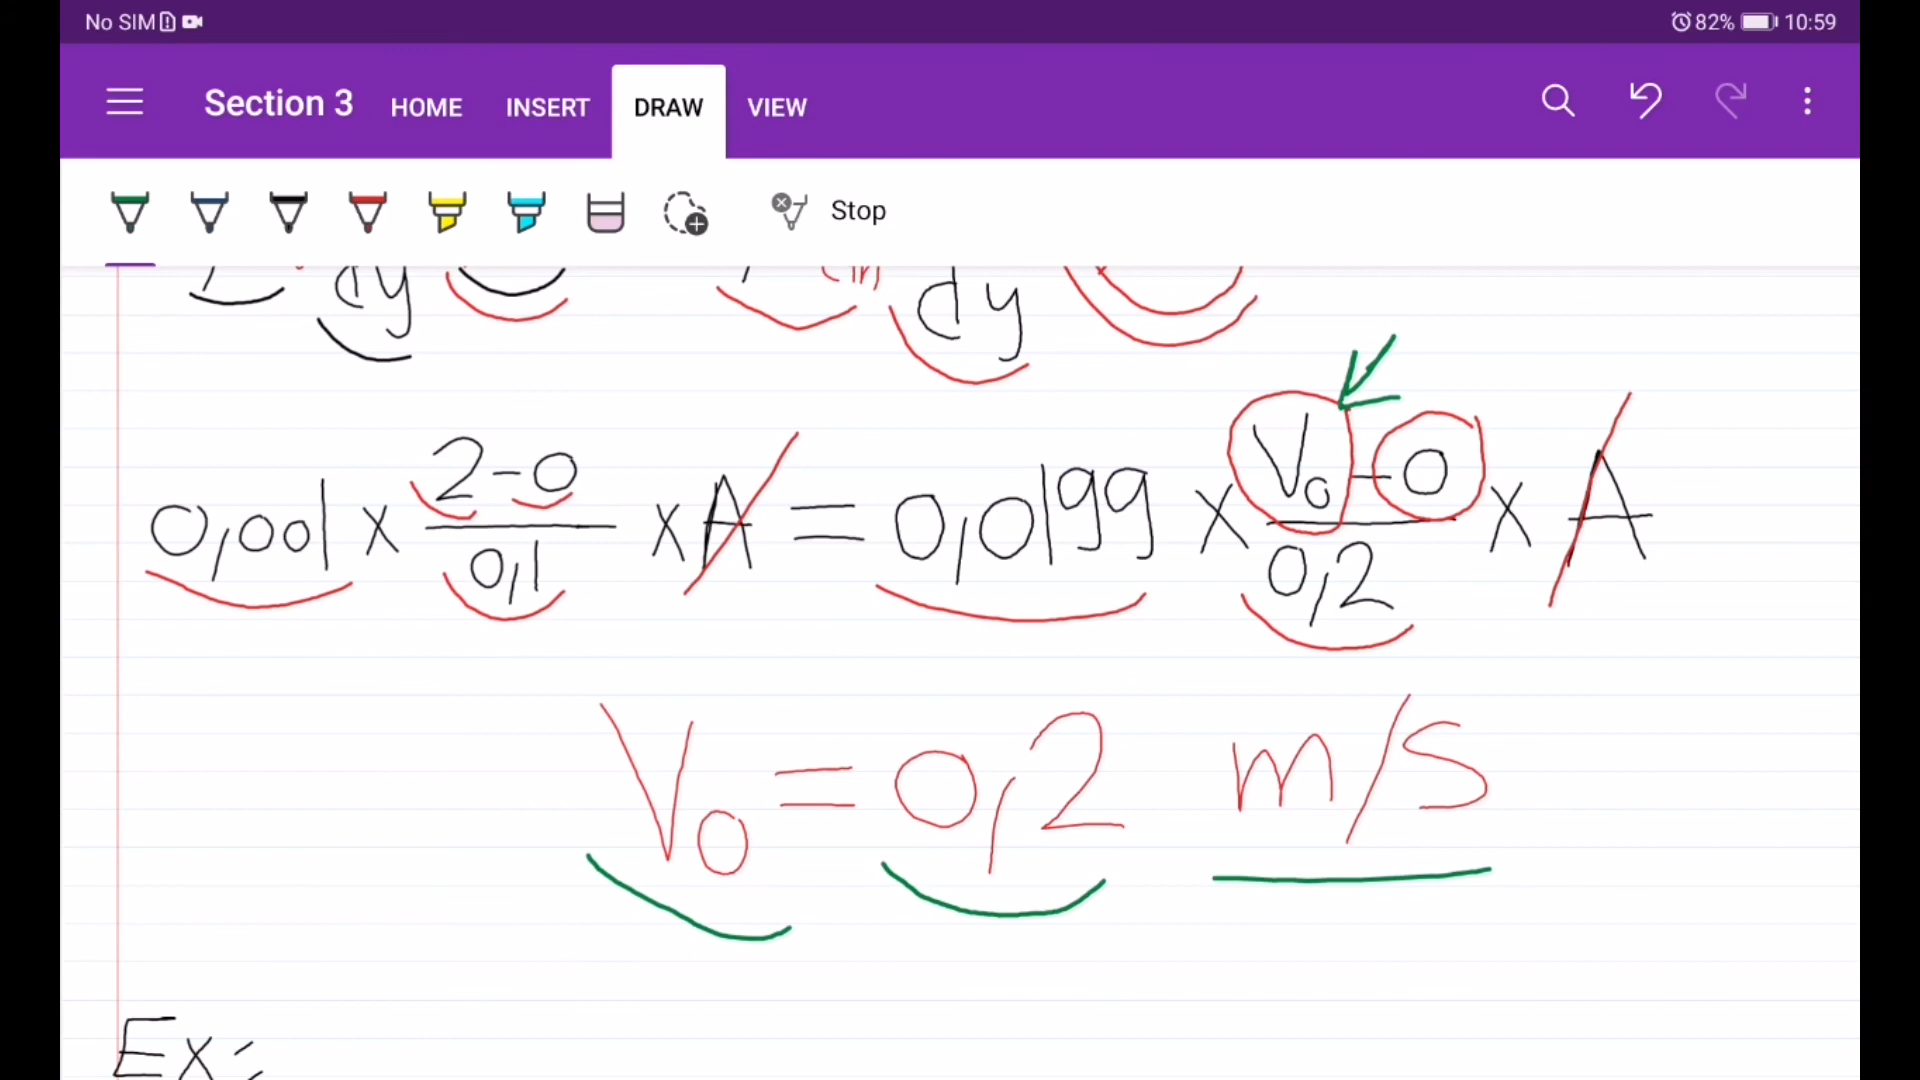 No SIM 82% 10:59
Section 3 HOME INSERT DRAW VIEW
Stop
dy dy
0,001 x 2-0/0,1 x A = 0,0199 x V₀-0/0,2 x A
V₀ = 0,2 m/s
Ex: